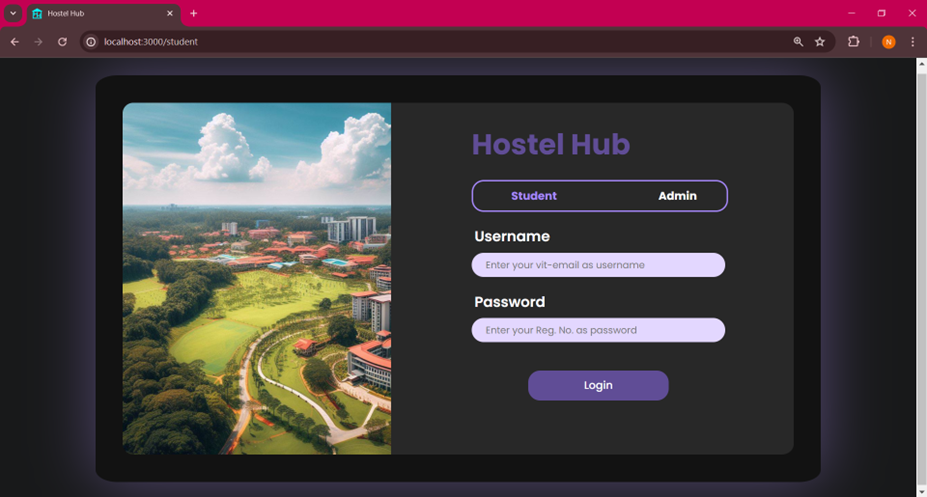 Hostel Hub
localhost:3000/student
N
Hostel Hub
Student Admin
Username
Enter your vit-email as username
Password
Enter your Reg. No. as password
Login